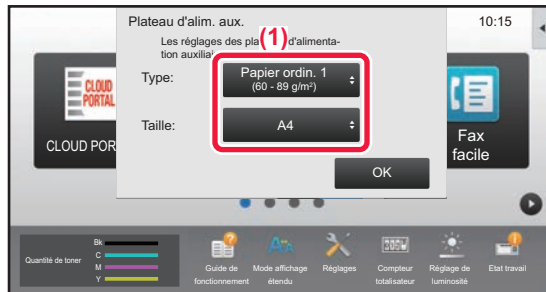 Plateau d'alim. aux.
10:15
Les réglages des pla (1) d'alimenta-
tion auxiliai
Type:
Papier ordin. 1
(60 - 89 g/m²)
Taille:
A4
OK
CLOUD
PORTAL
CLOUD POR
Fax
facile
Quantité de toner
Bk
C
M
Y
Guide de
fonctionnement
Mode affichage
étendu
Réglages
Compteur
totalisateur
Réglage de
luminosité
Etat travail